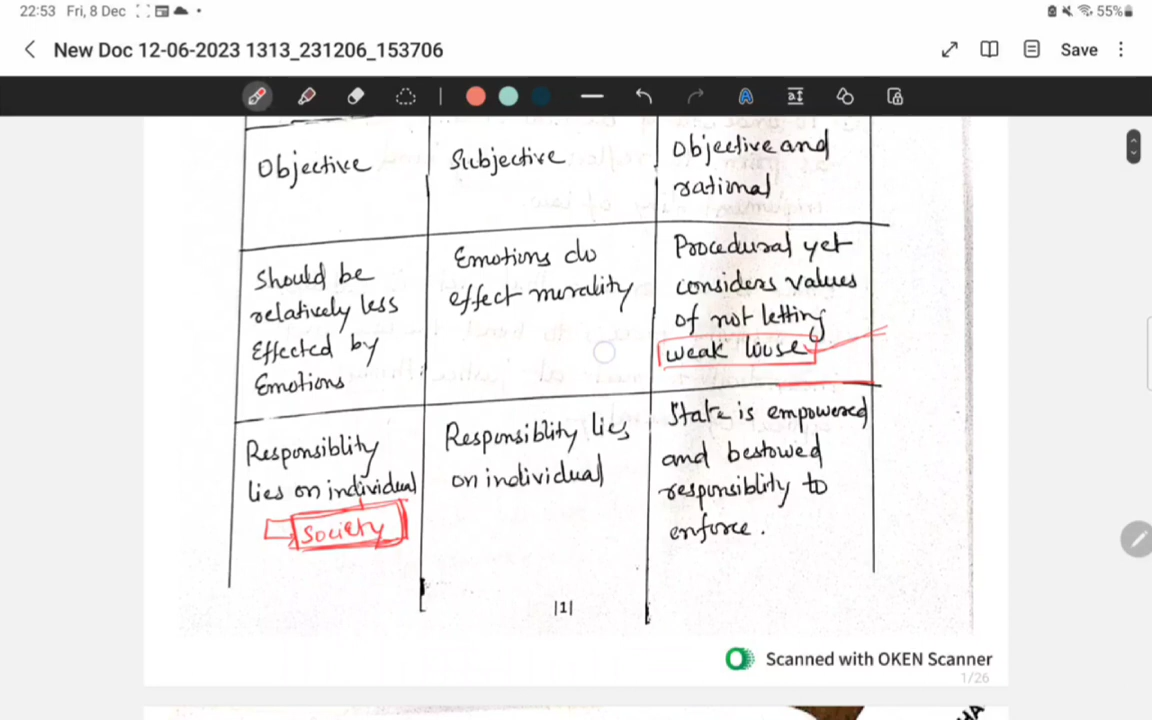 22:53 Fri, 8 Dec
55%
New Doc 12-06-2023 1313_231206_153706
Save
Objective
Subjective
Objective and
rational
Should be
relatively less
Effected by
Emotions
Emotions do
effect morality
Procedural yet
considers values
of not letting
weak loose
Responsiblity
lies on individual
Society
Responsiblity lies
on individual
State is empowered
and bestowed
responsiblity to
enforce.
|1|
Scanned with OKEN Scanner
1/26